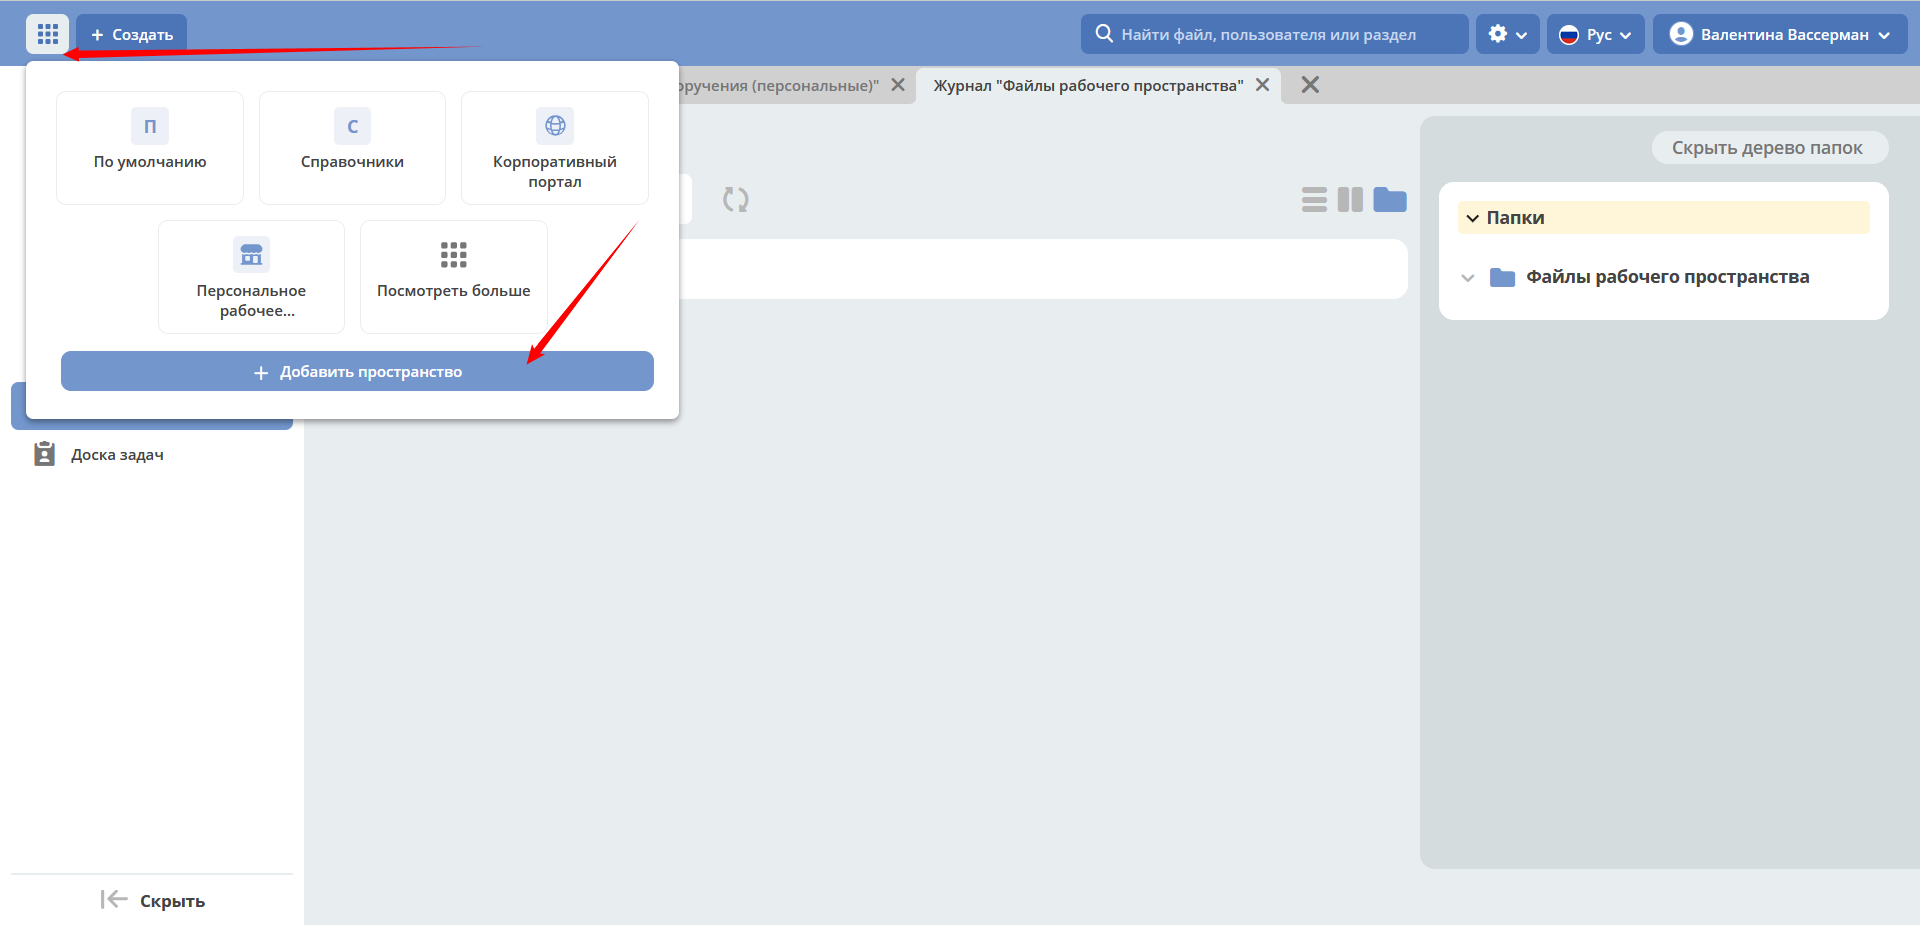 Создать
Найти файл, пользователя или раздел
Рус
Валентина Вассерман
(персональные)"
Журнал "Файлы рабочего пространства"
П
По умолчанию
С
Справочники
Корпоративный
портал
Персональное
рабочее...
Посмотреть больше
+ Добавить пространство
Скрыть дерево папок
Папки
Файлы рабочего пространства
Доска задач
Скрыть